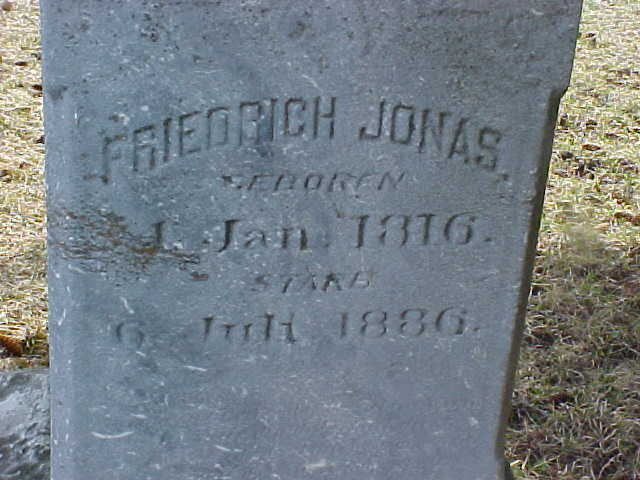 FRIEDRICH JONAS.
GEBOREN
1. Jan. 1816.
STARB
6. Juli 1886.